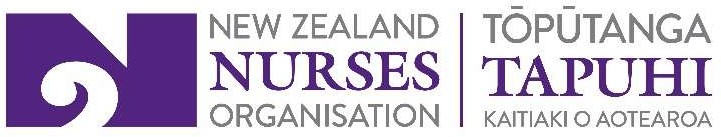 NEW ZEALAND
NURSES
ORGANISATION
TŌPŪTANGA
TAPUHI
KAITIAKI O AOTEAROA